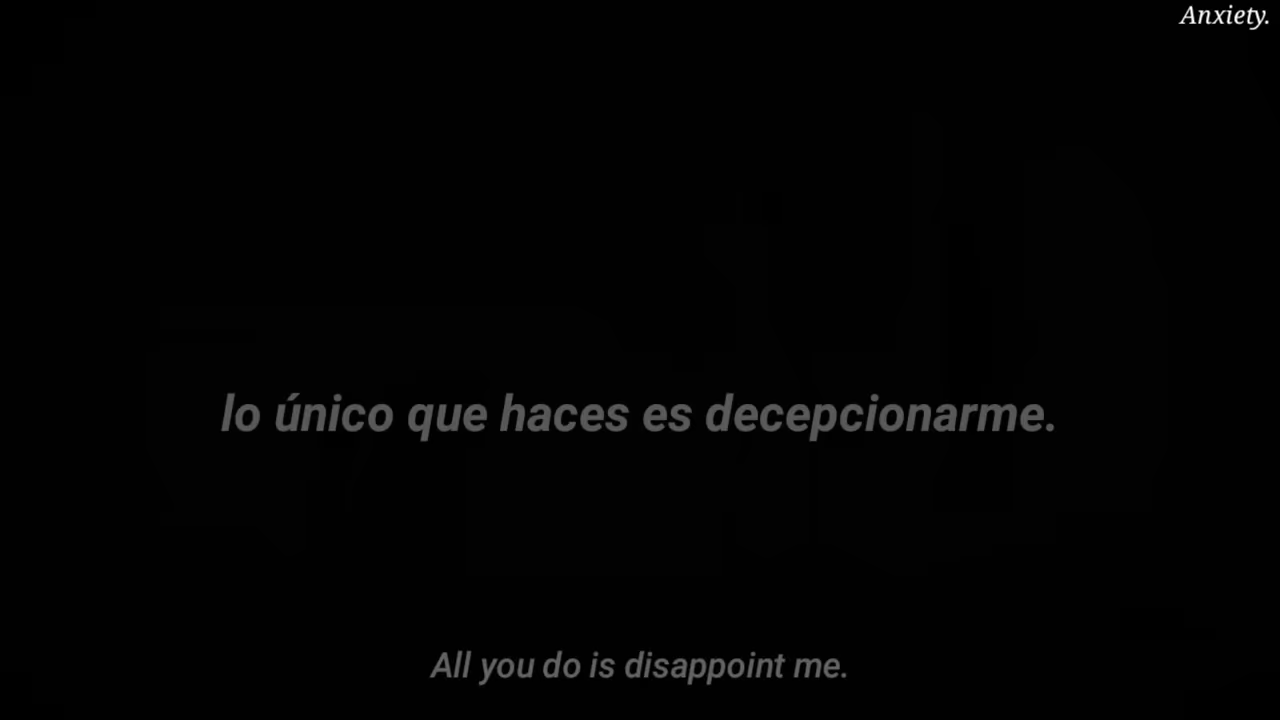 Anxiety.
lo único que haces es decepcionarme.
All you do is disappoint me.